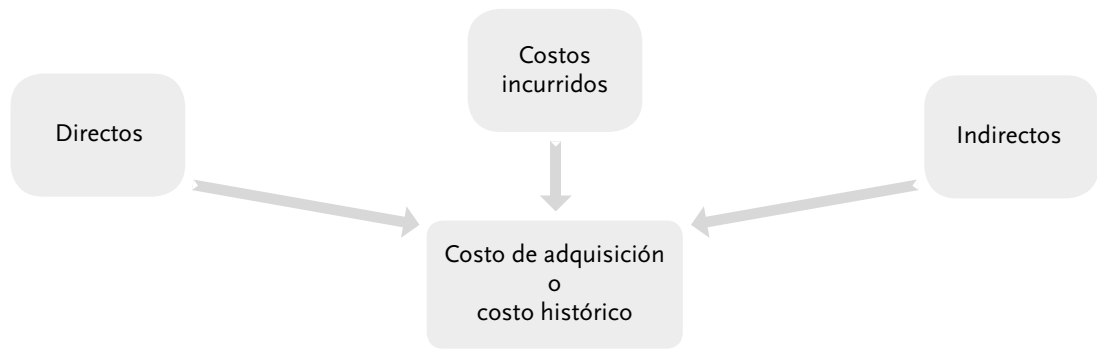 Costos
incurridos
Directos
Indirectos
Costo de adquisición
o
costo histórico